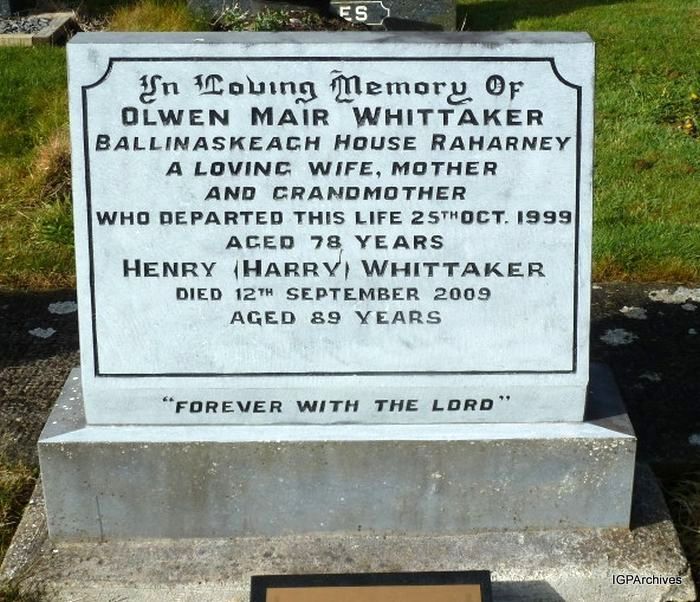 ES
In Loving Memory Of
OLWEN MAIR WHITTAKER
BALLINASKEAGH HOUSE RAHARNEY
A LOVING WIFE, MOTHER
AND GRANDMOTHER
WHO DEPARTED THIS LIFE 25TH OCT. 1999
AGED 78 YEARS
HENRY (HARRY) WHITTAKER
DIED 12TH SEPTEMBER 2009
AGED 89 YEARS
"FOREVER WITH THE LORD"
IGPArchives